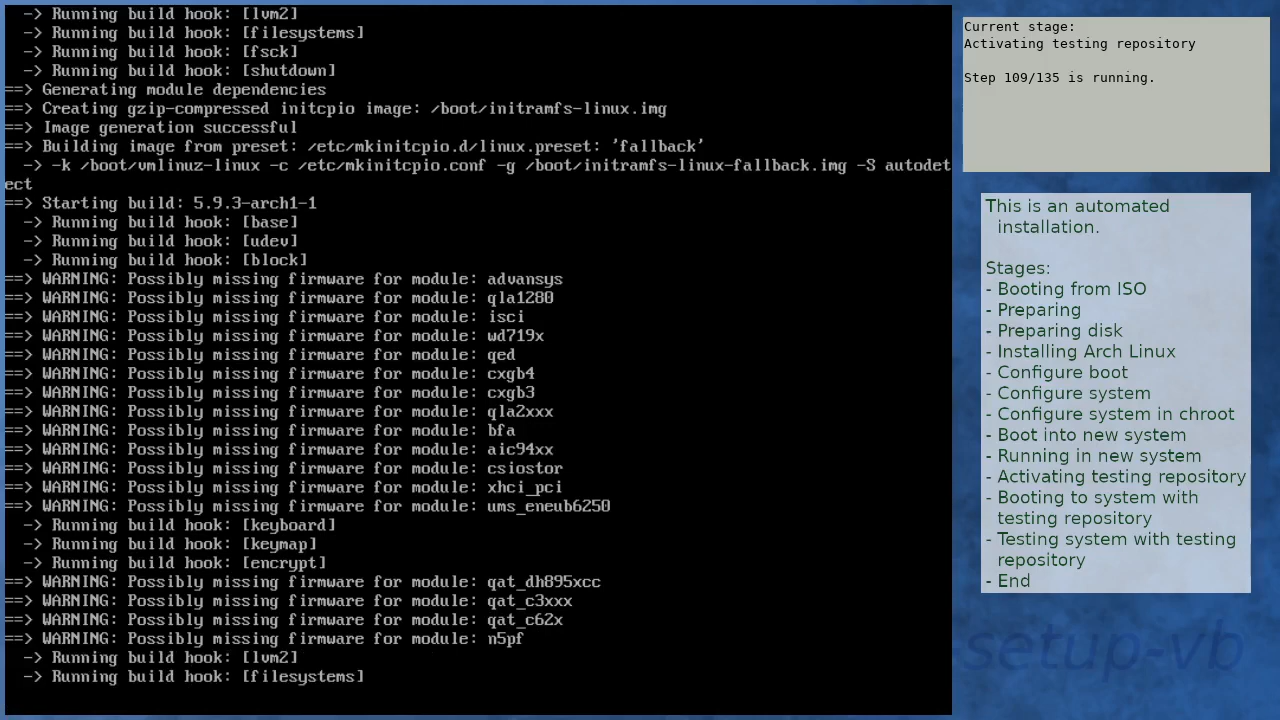 -> Running build hook: [lvm2]
-> Running build hook: [filesystems]
-> Running build hook: [fsck]
-> Running build hook: [shutdown]
==> Generating module dependencies
==> Creating gzip-compressed initcpio image: /boot/initramfs-linux.img
==> Image generation successful
==> Building image from preset: /etc/mkinitcpio.d/linux.preset: 'fallback'
-> -k /boot/vmlinuz-linux -c /etc/mkinitcpio.conf -g /boot/initramfs-linux-fallback.img -S autodet
ect
==> Starting build: 5.9.3-arch1-1
-> Running build hook: [base]
-> Running build hook: [udev]
-> Running build hook: [block]
==> WARNING: Possibly missing firmware for module: advansys
==> WARNING: Possibly missing firmware for module: qla1280
==> WARNING: Possibly missing firmware for module: isci
==> WARNING: Possibly missing firmware for module: wd719x
==> WARNING: Possibly missing firmware for module: qed
==> WARNING: Possibly missing firmware for module: cxgb4
==> WARNING: Possibly missing firmware for module: cxgb3
==> WARNING: Possibly missing firmware for module: qla2xxx
==> WARNING: Possibly missing firmware for module: bfa
==> WARNING: Possibly missing firmware for module: aic94xx
==> WARNING: Possibly missing firmware for module: csiostor
==> WARNING: Possibly missing firmware for module: xhci_pci
==> WARNING: Possibly missing firmware for module: ums_eneub6250
-> Running build hook: [keyboard]
-> Running build hook: [keymap]
-> Running build hook: [encrypt]
==> WARNING: Possibly missing firmware for module: qat_dh895xcc
==> WARNING: Possibly missing firmware for module: qat_c3xxx
==> WARNING: Possibly missing firmware for module: qat_c62x
==> WARNING: Possibly missing firmware for module: n5pf
-> Running build hook: [lvm2]
-> Running build hook: [filesystems]
Current stage:
Activating testing repository
Step 109/135 is running.
This is an automated
installation.
Stages:
- Booting from ISO
- Preparing
- Preparing disk
- Installing Arch Linux
- Configure boot
- Configure system
- Configure system in chroot
- Boot into new system
- Running in new system
- Activating testing repository
- Booting to system with
testing repository
- Testing system with testing
repository
- End
setup-vb